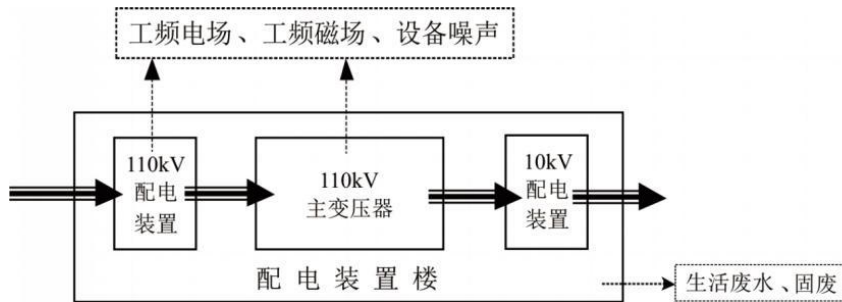 工频电场、工频磁场、设备噪声
110kV
配电
装置
110kV
主变压器
10kV
配电
装置
配电装置楼
生活废水、固废